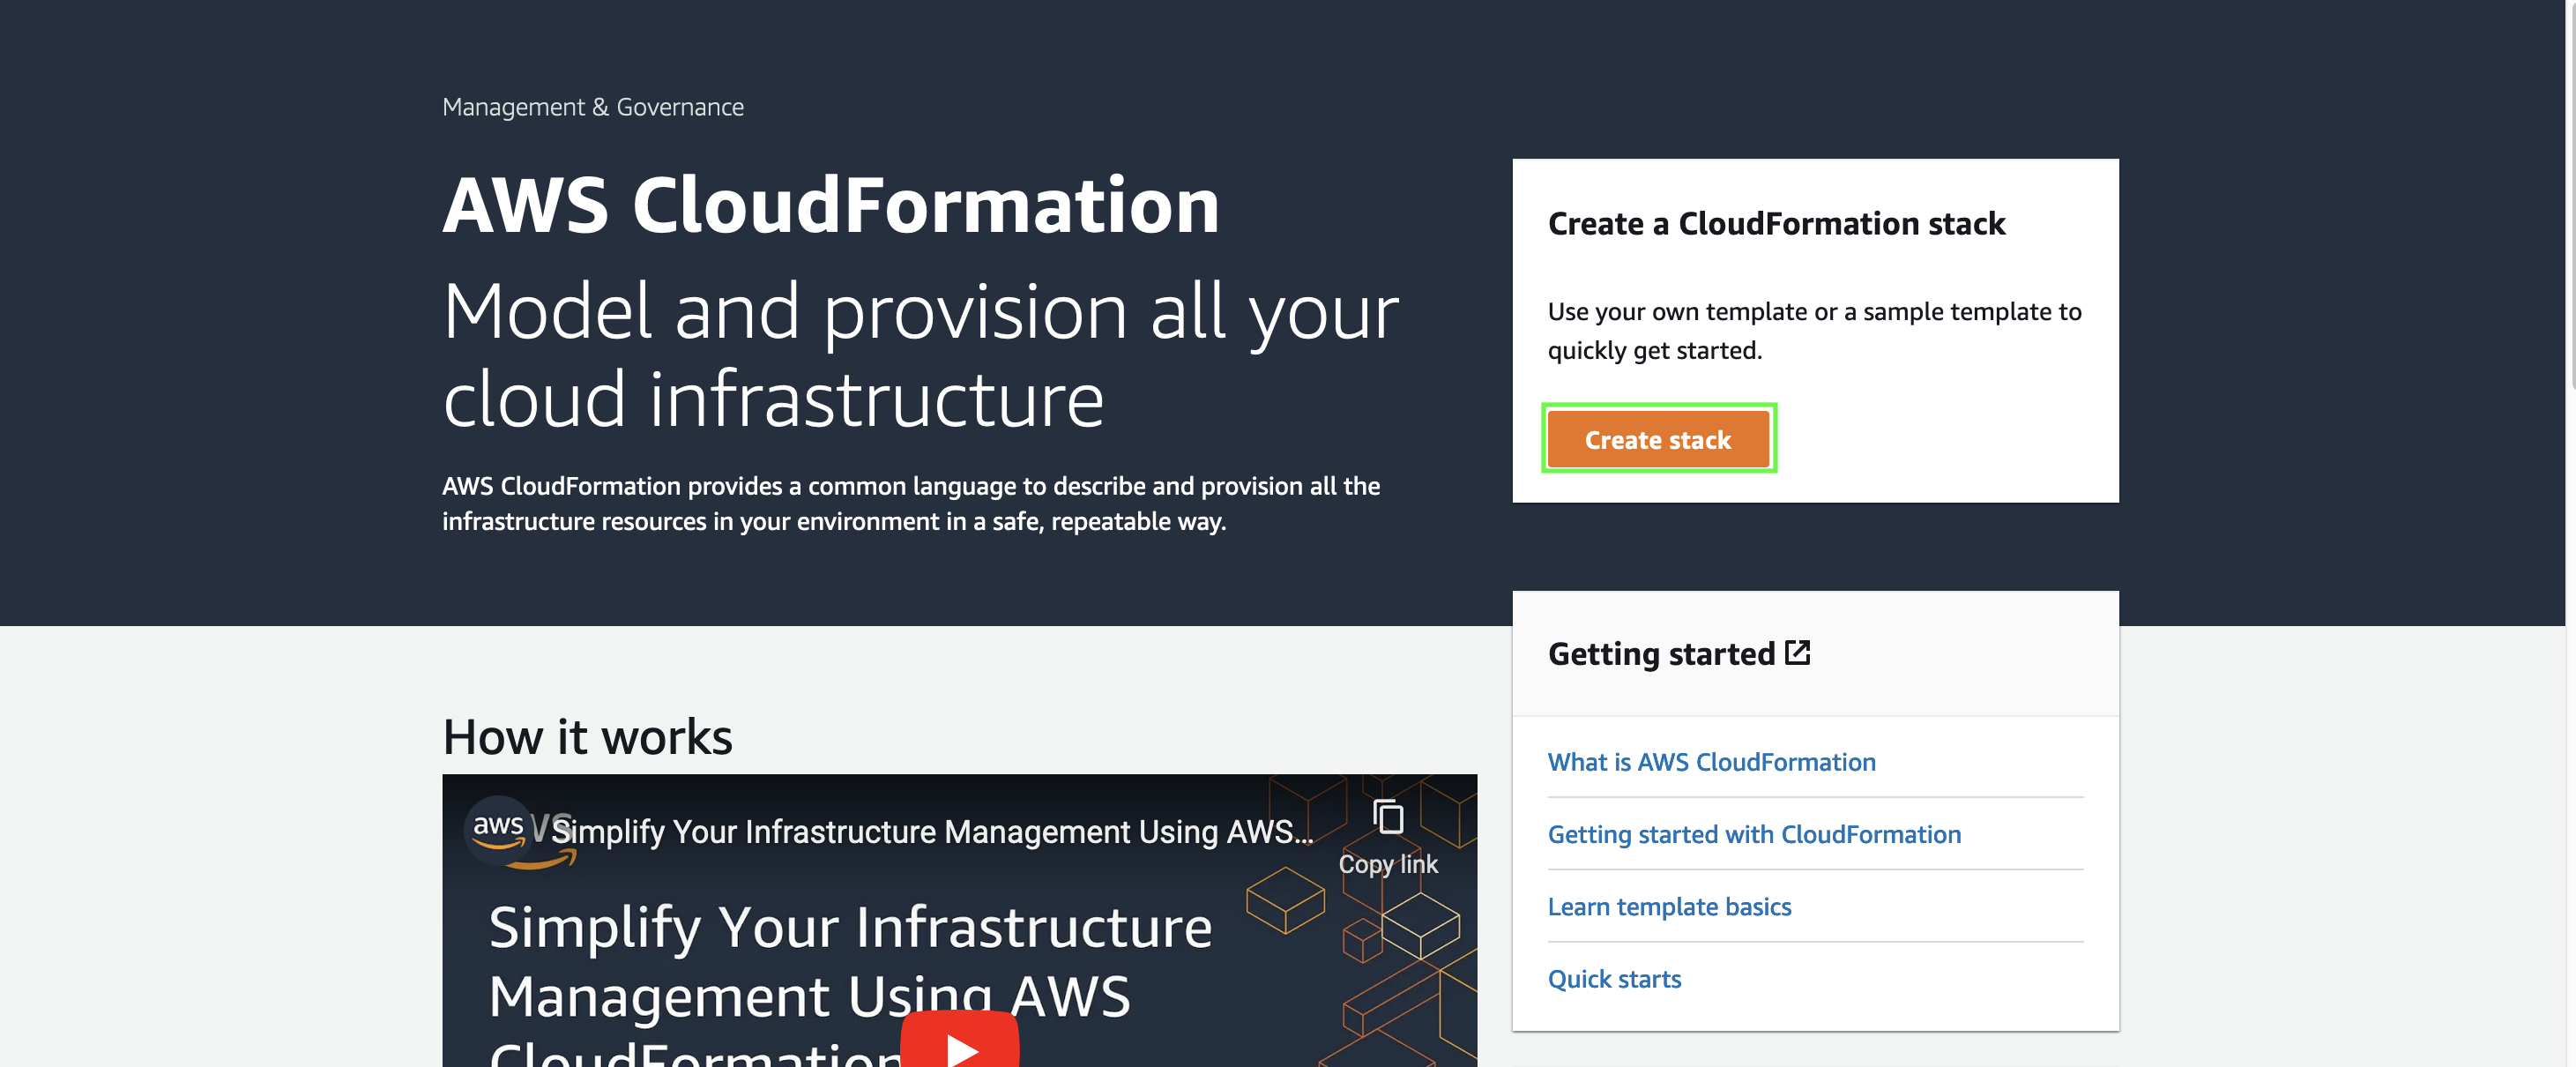 Management & Governance
AWS CloudFormation
Model and provision all your
cloud infrastructure
AWS CloudFormation provides a common language to describe and provision all the
infrastructure resources in your environment in a safe, repeatable way.
Create a CloudFormation stack
Use your own template or a sample template to
quickly get started.
Create stack
Getting started
What is AWS CloudFormation
Getting started with CloudFormation
Learn template basics
Quick starts
How it works
aws
Simplify Your Infrastructure Management Using AWS...
Copy link
Simplify Your Infrastructure
Management Using AWS
CloudFormation